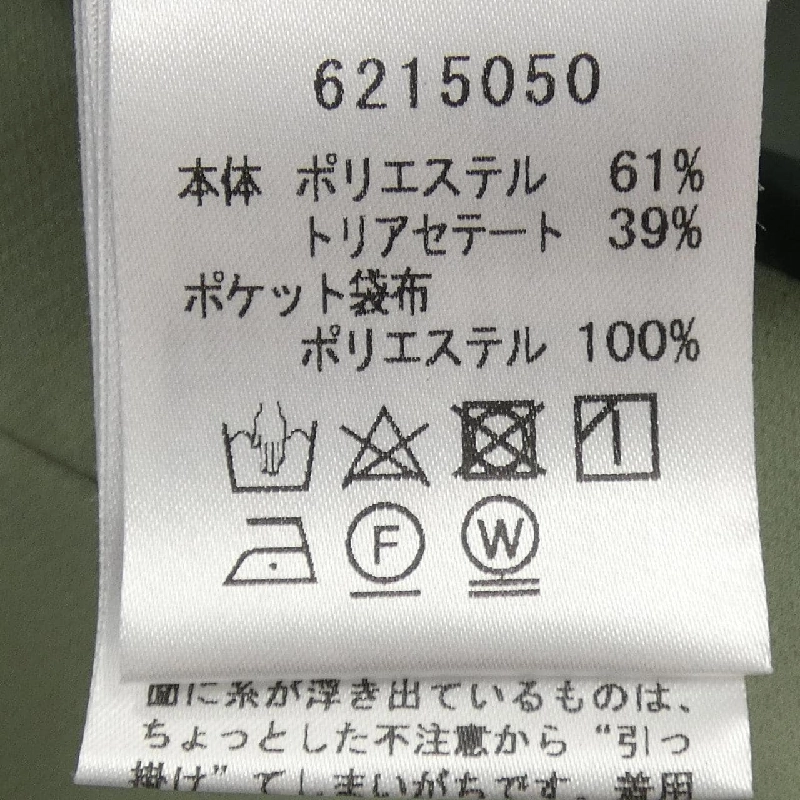 6215050
本体 ポリエステル 61%
トリアセテート 39%
ポケット袋布
ポリエステル 100%
F W
面に糸が浮き出ているものは、
ちょっとした不注意から“引っ
掛け”てしまいがちです。着用